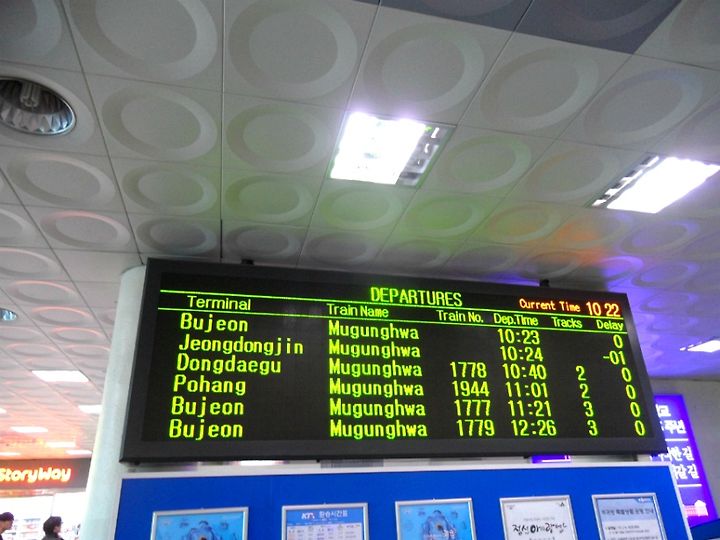 DEPARTURES
Current Time 10 22
Terminal Train Name Train No. Dep.Time Tracks Delay
Bujeon Mugunghwa 10:23 0
Jeongdongjin Mugunghwa 10:24 -01
Dongdaegu Mugunghwa 1778 10:40 2 0
Pohang Mugunghwa 1944 11:01 2 0
Bujeon Mugunghwa 1777 11:21 3 0
Bujeon Mugunghwa 1779 12:26 3 0
StoryWay